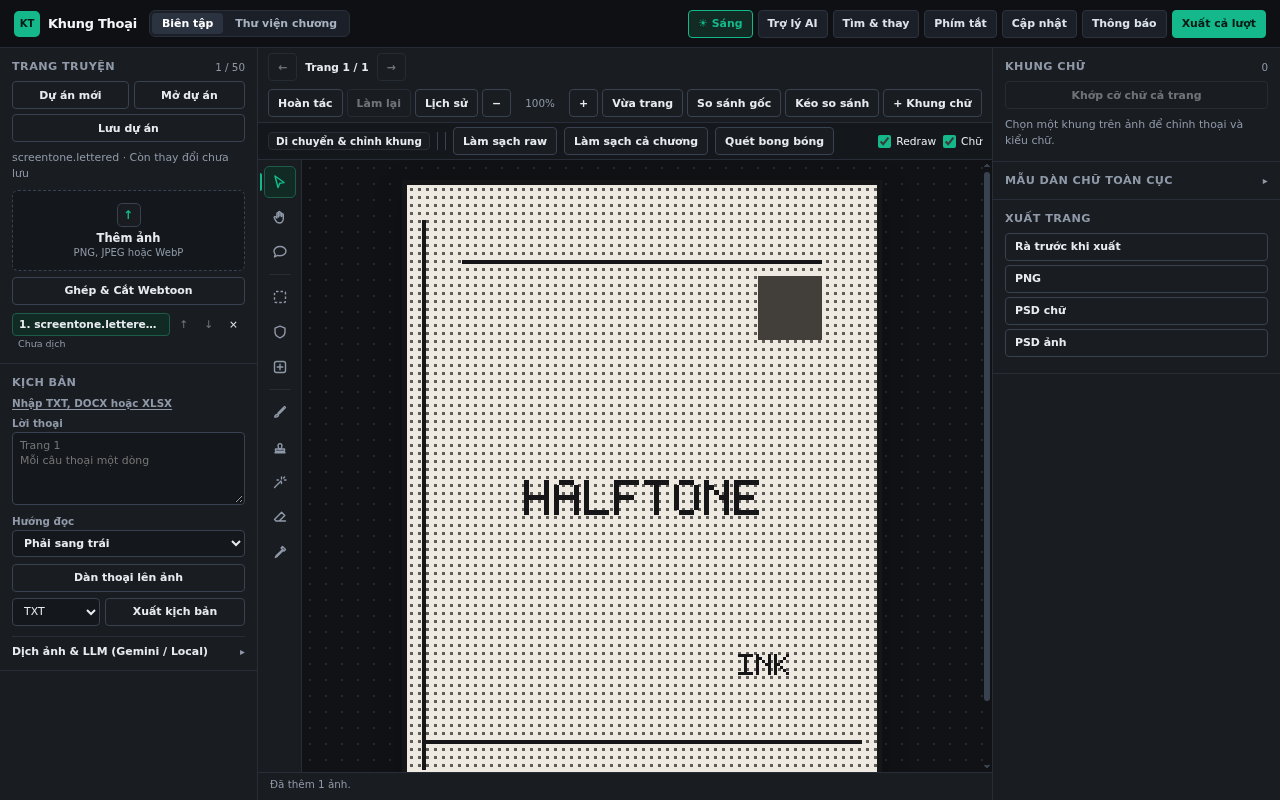 KT Khung Thoại Biên tập Thư viện chương ☀ Sáng Trợ lý AI Tìm & thay Phím tắt Cập nhật Thông báo Xuất cả lượt
TRANG TRUYỆN 1 / 50
Dự án mới Mở dự án
Lưu dự án
screentone.lettered · Còn thay đổi chưa
lưu
↑
Thêm ảnh
PNG, JPEG hoặc WebP
Ghép & Cắt Webtoon
1. screentone.lettere… ↑ ↓ ×
Chưa dịch
KỊCH BẢN
Nhập TXT, DOCX hoặc XLSX
Lời thoại
Trang 1
Mỗi câu thoại một dòng
Hướng đọc
Phải sang trái
Dàn thoại lên ảnh
TXT Xuất kịch bản
Dịch ảnh & LLM (Gemini / Local) ▸
← Trang 1 / 1 →
Hoàn tác Làm lại Lịch sử − 100% + Vừa trang So sánh gốc Kéo so sánh + Khung chữ
Di chuyển & chỉnh khung Làm sạch raw Làm sạch cả chương Quét bong bóng Redraw Chữ
HALFTONE
INK
Đã thêm 1 ảnh.
KHUNG CHỮ 0
Khớp cỡ chữ cả trang
Chọn một khung trên ảnh để chỉnh thoại và
kiểu chữ.
MẪU DÀN CHỮ TOÀN CỤC ▸
XUẤT TRANG
Rà trước khi xuất
PNG
PSD chữ
PSD ảnh